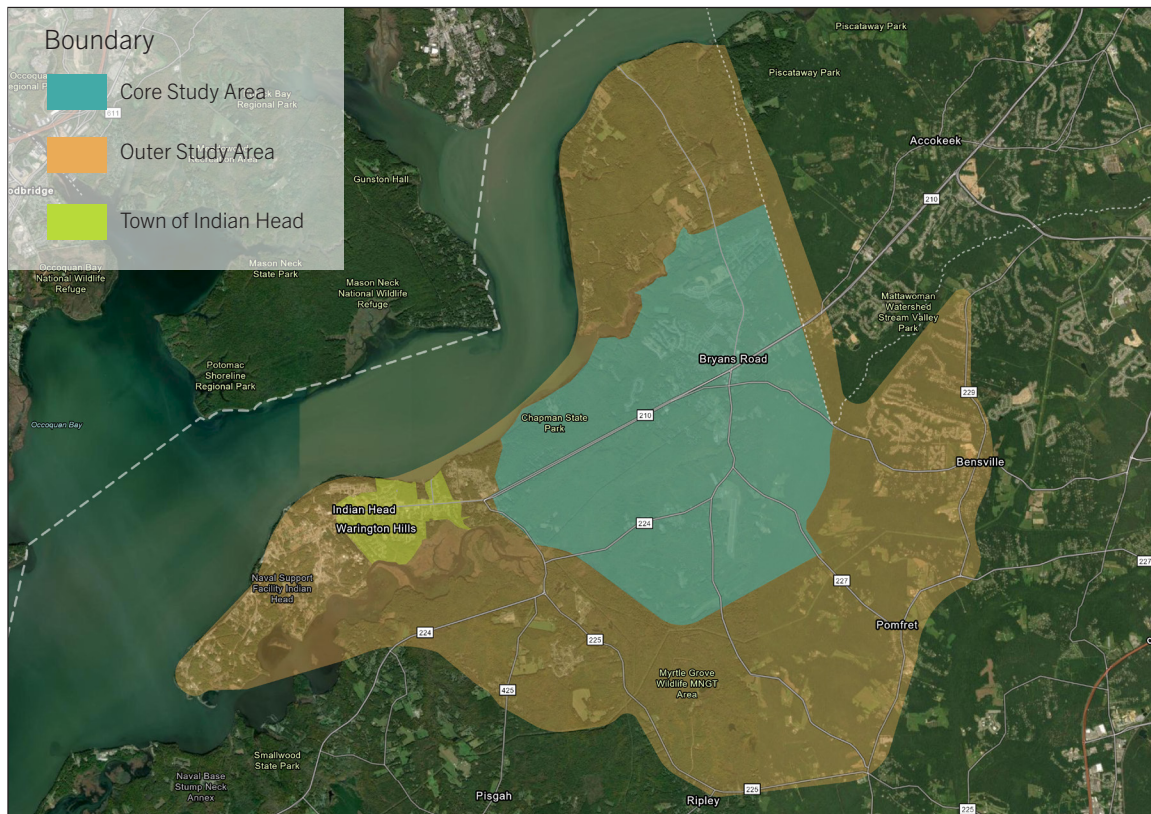 Boundary
Core Study Area
Outer Study Area
Town of Indian Head
611
Occoquan Bay
National Wildlife
Refuge
Gunston Hall
Mason Neck
State Park
Mason Neck
National Wildlife
Refuge
Potomac
Shoreline
Regional Park
Occoquan Bay
Piscataway Park
Piscataway Park
Accokeek
210
Mattawoman
Watershed
Stream Valley
Park
Bryans Road
229
Chapman State
Park
210
Bensville
Indian Head
Warington Hills
224
227
Naval Support
Facility Indian
Head
227
Pomfret
224
225
Myrtle Grove
Wildlife MNGT
Area
425
Smallwood
State Park
Naval Base
Stump Neck
Annex
Pisgah
Ripley
225
225